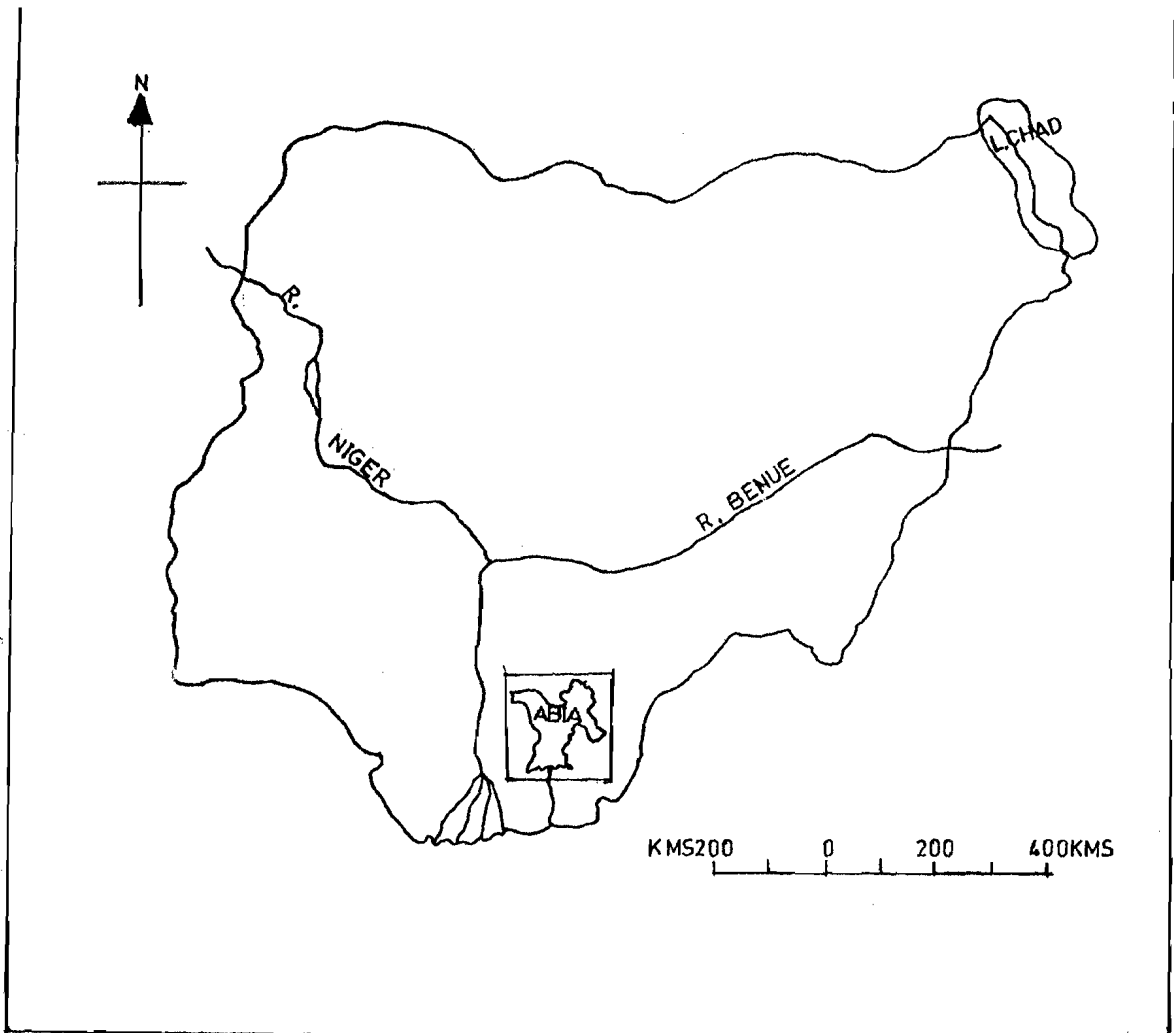 N
L.CHAD
R.
NIGER
R. BENUE
ABIA
KMS200 0 200 400KMS